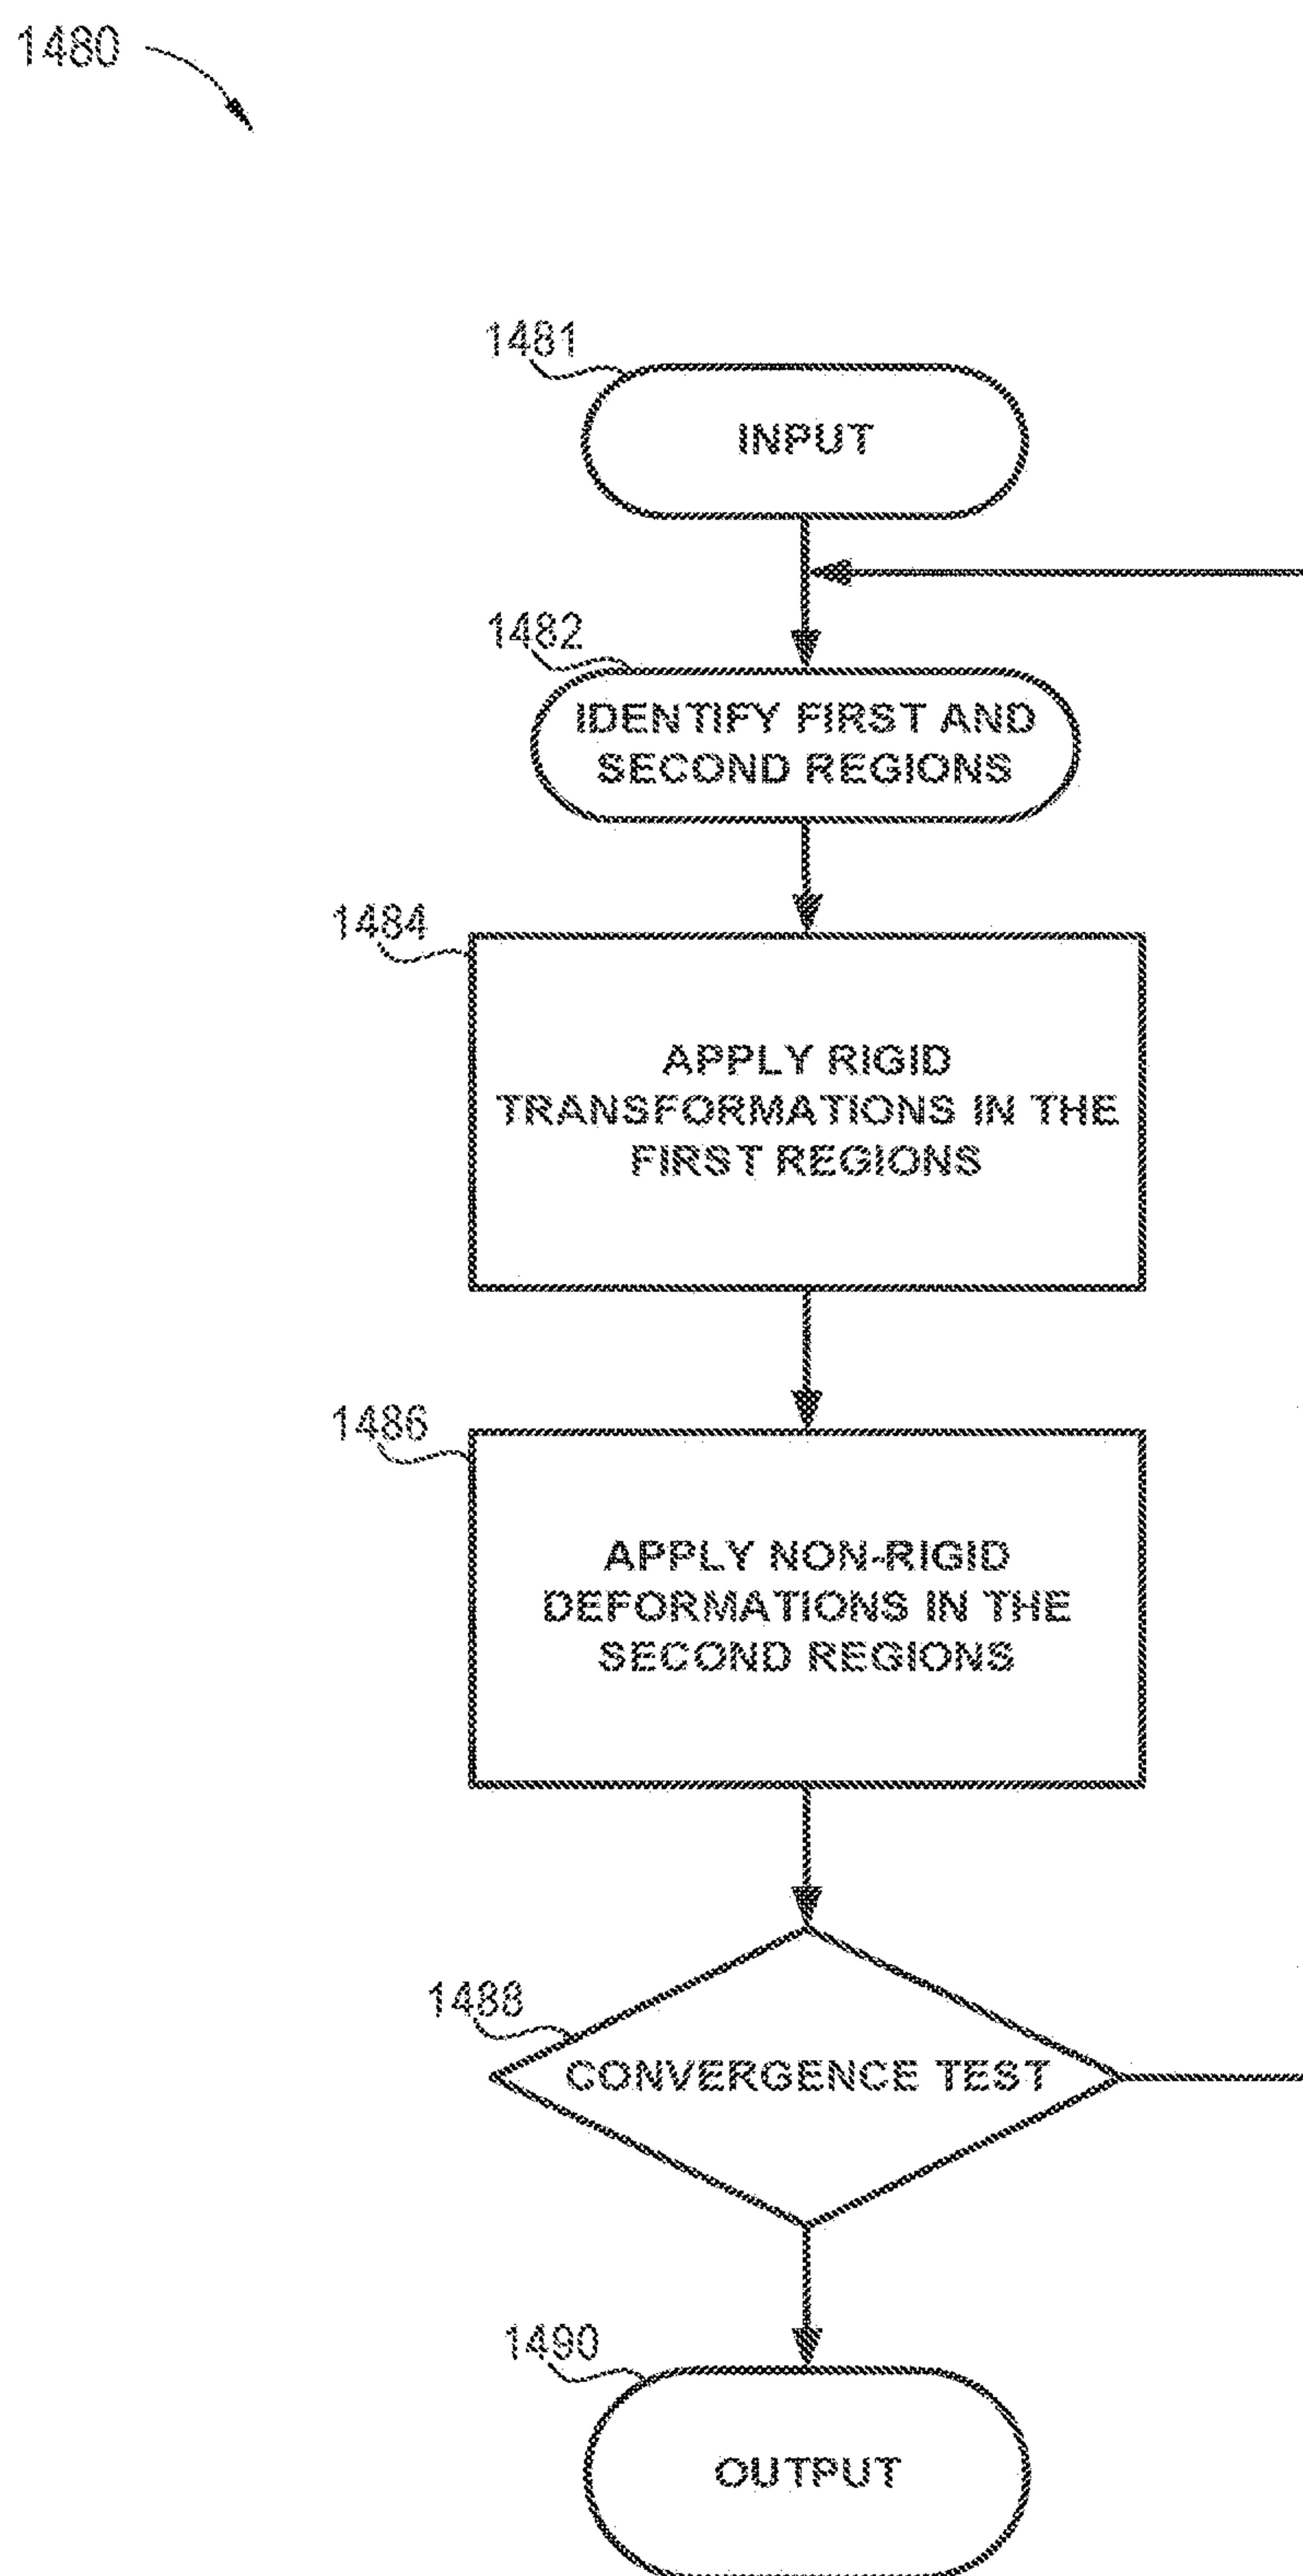 1480
1481
INPUT
1482
IDENTIFY FIRST AND
SECOND REGIONS
1484
APPLY RIGID
TRANSFORMATIONS IN THE
FIRST REGIONS
1486
APPLY NON-RIGID
DEFORMATIONS IN THE
SECOND REGIONS
1488
CONVERGENCE TEST
1490
OUTPUT